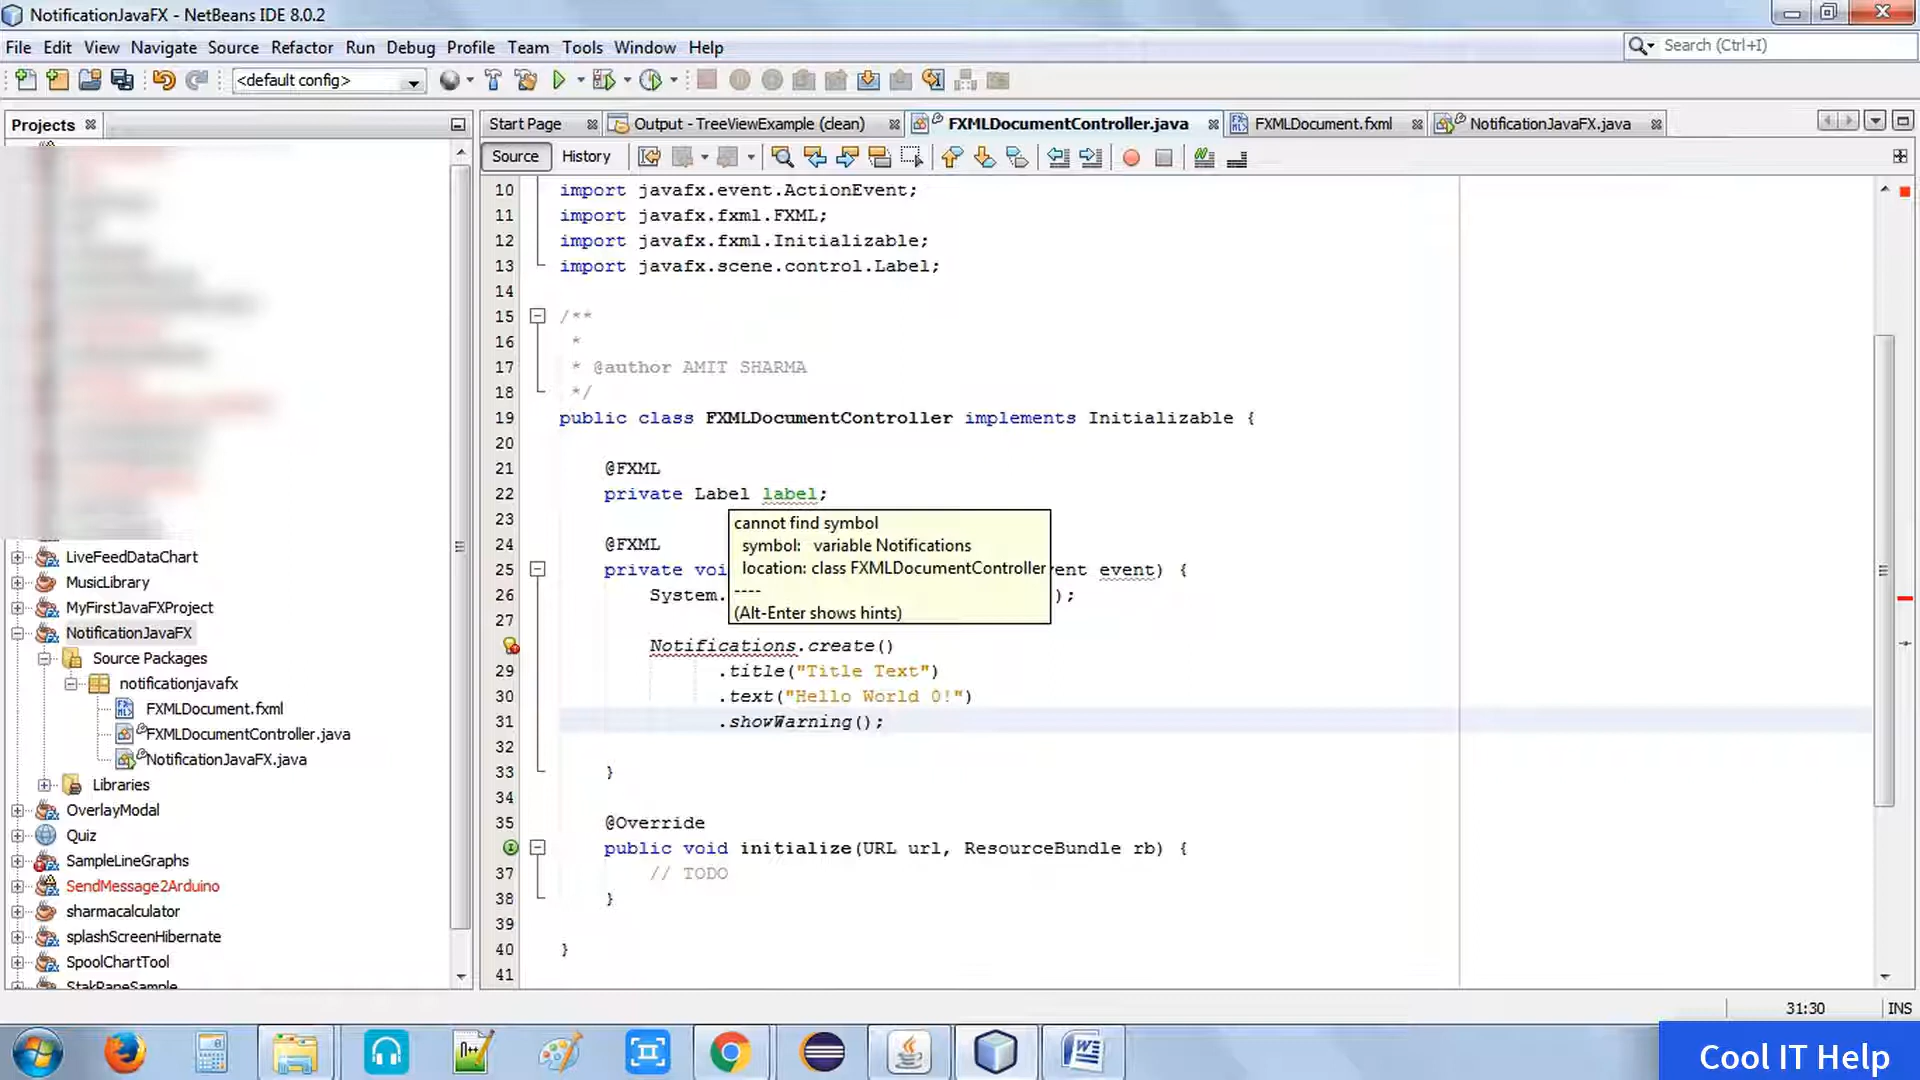 NotificationJavaFX - NetBeans IDE 8.0.2
File Edit View Navigate Source Refactor Run Debug Profile Team Tools Window Help
Search (Ctrl+I)
<default config>
Projects
Start Page Output - TreeViewExample (clean) FXMLDocumentController.java FXMLDocument.fxml NotificationJavaFX.java
Source History
10 import javafx.event.ActionEvent;
11 import javafx.fxml.FXML;
12 import javafx.fxml.Initializable;
13 import javafx.scene.control.Label;
14
15 /**
16 *
17 * @author AMIT SHARMA
18 */
19 public class FXMLDocumentController implements Initializable {
20
21 @FXML
22 private Label label;
23
24 @FXML
25 private voi ent event) {
26 System. );
27
cannot find symbol
symbol: variable Notifications
location: class FXMLDocumentController
----
(Alt-Enter shows hints)
Notifications.create()
29 .title("Title Text")
30 .text("Hello World 0!")
31 .showWarning();
32
33 }
34
35 @Override
public void initialize(URL url, ResourceBundle rb) {
37 // TODO
38 }
39
40 }
41
LiveFeedDataChart
MusicLibrary
MyFirstJavaFXProject
NotificationJavaFX
Source Packages
notificationjavafx
FXMLDocument.fxml
FXMLDocumentController.java
NotificationJavaFX.java
Libraries
OverlayModal
Quiz
SampleLineGraphs
SendMessage2Arduino
sharmacalculator
splashScreenHibernate
SpoolChartTool
StakPaneSample
31:30 INS
Cool IT Help